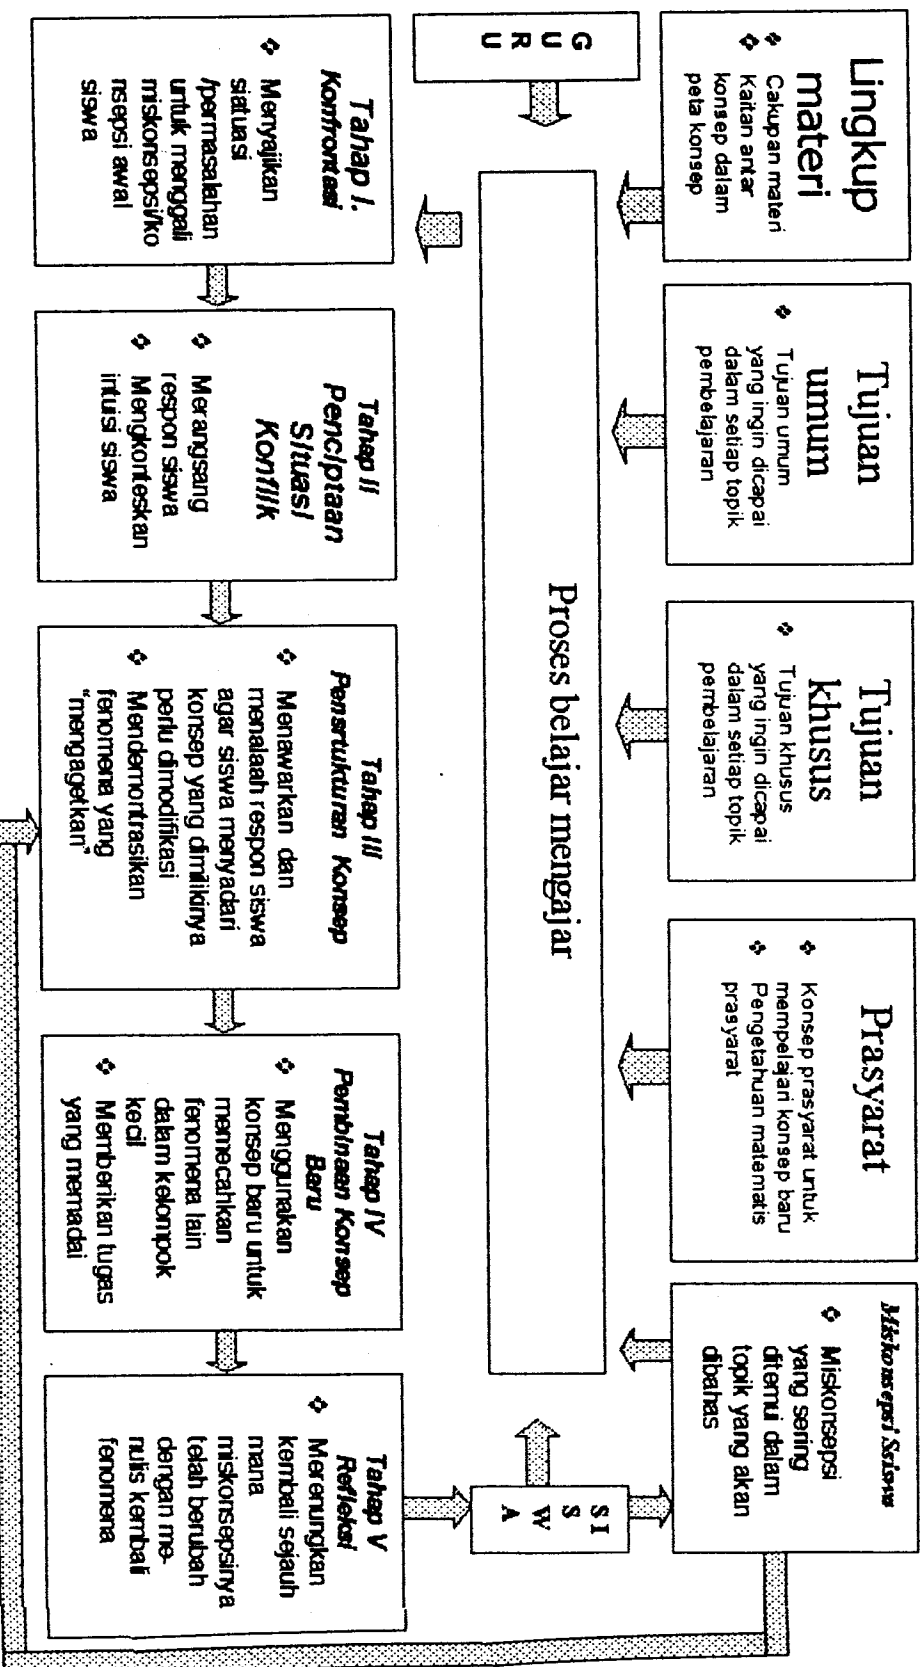 Lingkup
materi
❖ Cakupan materi
❖ Kaitan antar
konsep dalam
peta konsep
Tujuan
umum
❖ Tujuan umum
yang ingin dicapai
dalam setiap topik
pembelajaran
Tujuan
khusus
❖ Tujuan khusus
yang ingin dicapai
dalam setiap topik
pembelajaran
Prasyarat
❖ Konsep prasyarat untuk
mempelajari konsep baru
❖ Pengetahuan matematis
prasyarat
Miskonsepsi Ssiswa
❖ Miskonsepsi
yang sering
ditemui dalam
topik yang akan
dibahas
G
U
R
U
Proses belajar mengajar
SI
S
W
A
Tahap I.
Konfrontasi
❖ Menyajikan
siatuasi
/permasalahan
untuk menggali
miskonsepsi/ko
nsepsi awal
siswa
Tahap II
Penciptaan
Situasi
Konflik
❖ Merangsang
respon siswa
❖ Mengkonteskan
intuisi siswa
Tahap III
Pensrtukturan Konsep
❖ Menawarkan dan
menalaah respon siswa
agar siswa menyadari
konsep yang dimilikinya
perlu dimodifikasi
❖ Mendemontrasikan
fenomena yang
"mengagetkan"
Tahap IV
Pembinaan Konsep
Baru
❖ Menggunakan
konsep baru untuk
memecahkan
fenomena lain
dalam kelompok
kecil
❖ Memberikan tugas
yang memadai
Tahap V
Refleksi
❖ Merenungkan
kembali sejauh
mana
miskonsepsinya
telah berubah
dengan me-
nulis kembali
fenomena